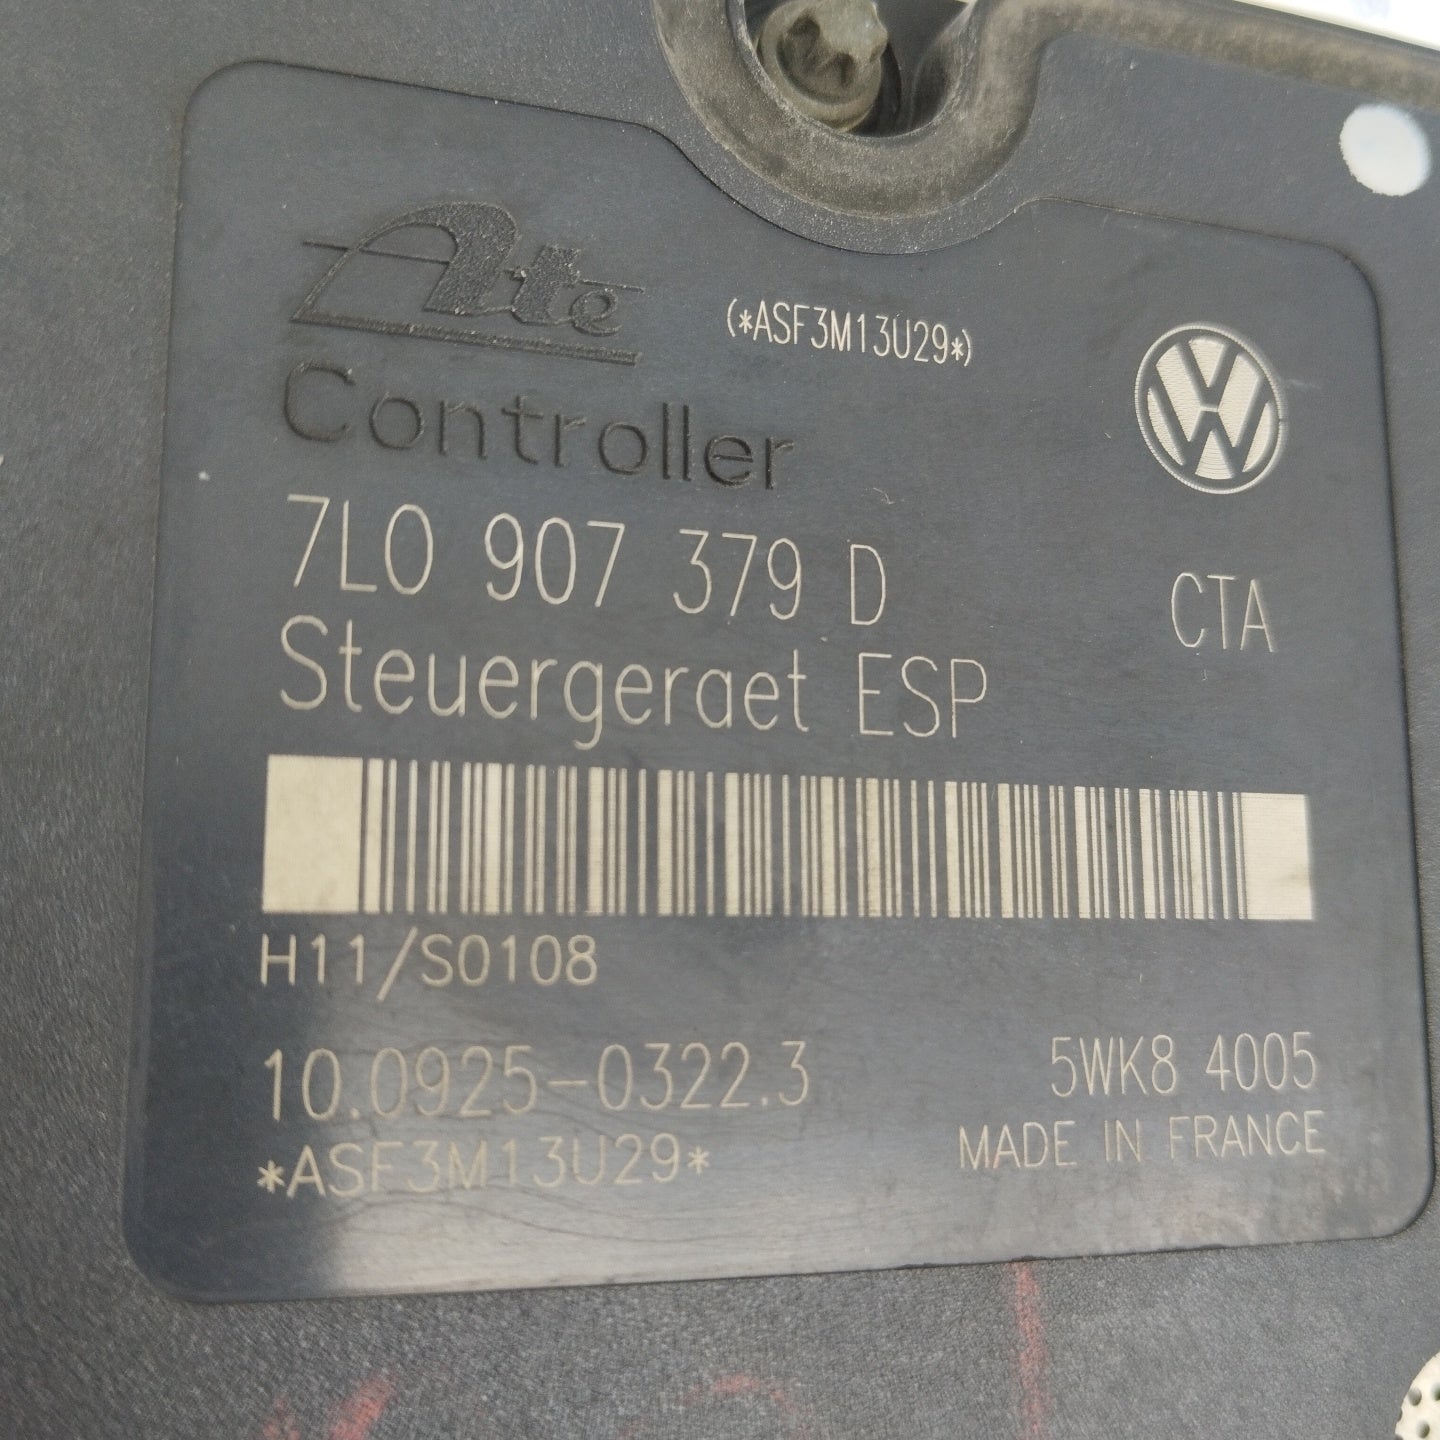 Ate
(*ASF3M13U29*)
Controller
7L0 907 379 D
CTA
Steuergeraet ESP
H11/S0108
10.0925-0322.3
5WK8 4005
*ASF3M13U29*
MADE IN FRANCE